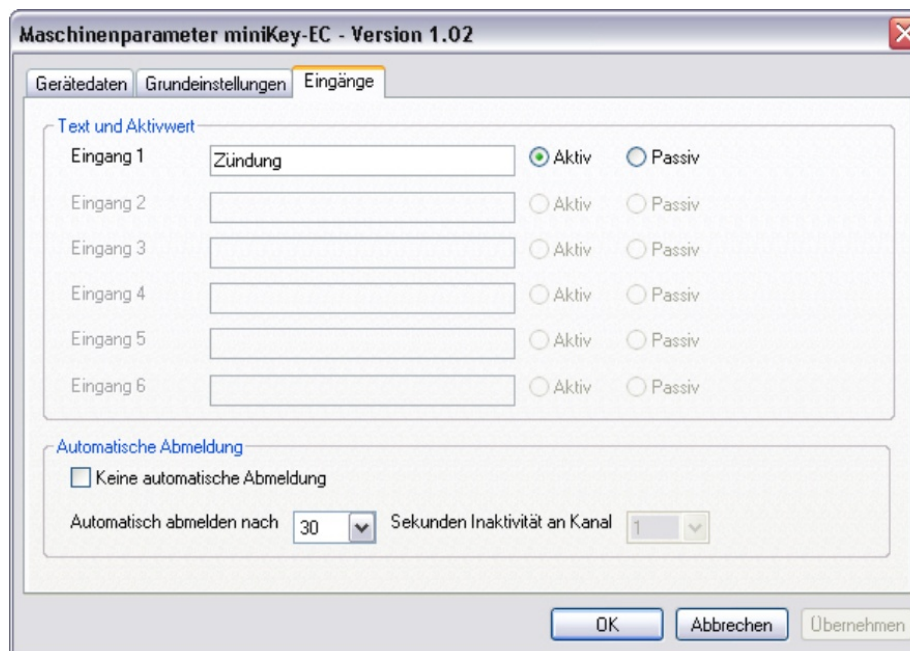 Maschinenparameter miniKey-EC - Version 1.02
Gerätedaten Grundeinstellungen Eingänge
Text und Aktivwert
Eingang 1 Zündung Aktiv Passiv
Eingang 2 Aktiv Passiv
Eingang 3 Aktiv Passiv
Eingang 4 Aktiv Passiv
Eingang 5 Aktiv Passiv
Eingang 6 Aktiv Passiv
Automatische Abmeldung
Keine automatische Abmeldung
Automatisch abmelden nach 30 Sekunden Inaktivität an Kanal 1
OK Abbrechen Übernehmen